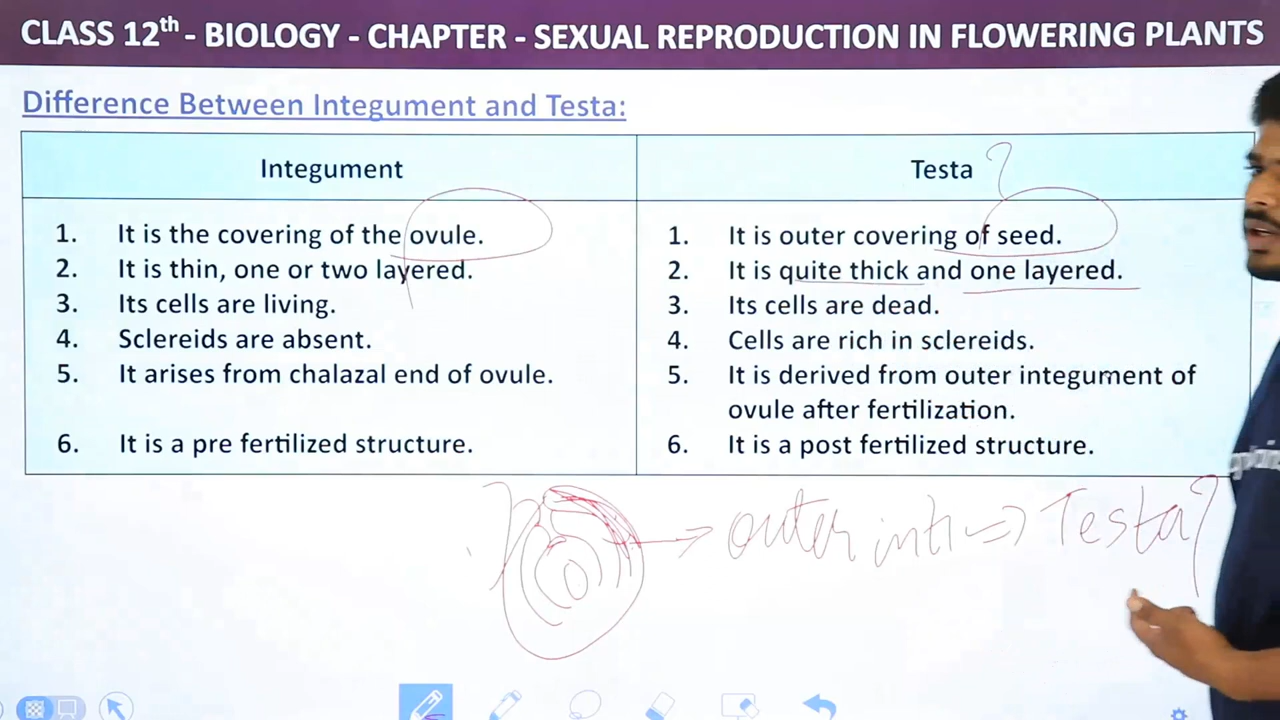 CLASS 12th - BIOLOGY - CHAPTER - SEXUAL REPRODUCTION IN FLOWERING PLANTS
Difference Between Integument and Testa:
Integument
Testa ?
1. It is the covering of the ovule.
2. It is thin, one or two layered.
3. Its cells are living.
4. Sclereids are absent.
5. It arises from chalazal end of ovule.
6. It is a pre fertilized structure.
1. It is outer covering of seed.
2. It is quite thick and one layered.
3. Its cells are dead.
4. Cells are rich in sclereids.
5. It is derived from outer integument of
ovule after fertilization.
6. It is a post fertilized structure.
→ outer inti => Testa?